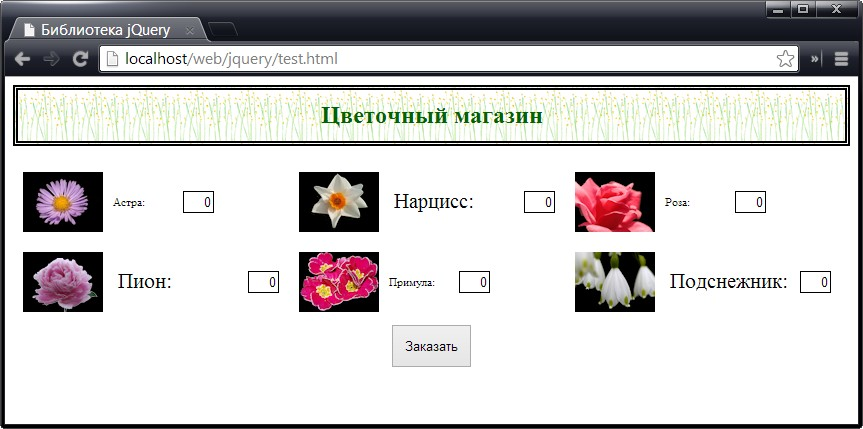 Библиотека jQuery
localhost/web/jquery/test.html
Цветочный магазин
Астра: 0 Нарцисс: 0 Роза: 0
Пион: 0 Примула: 0 Подснежник: 0
Заказать